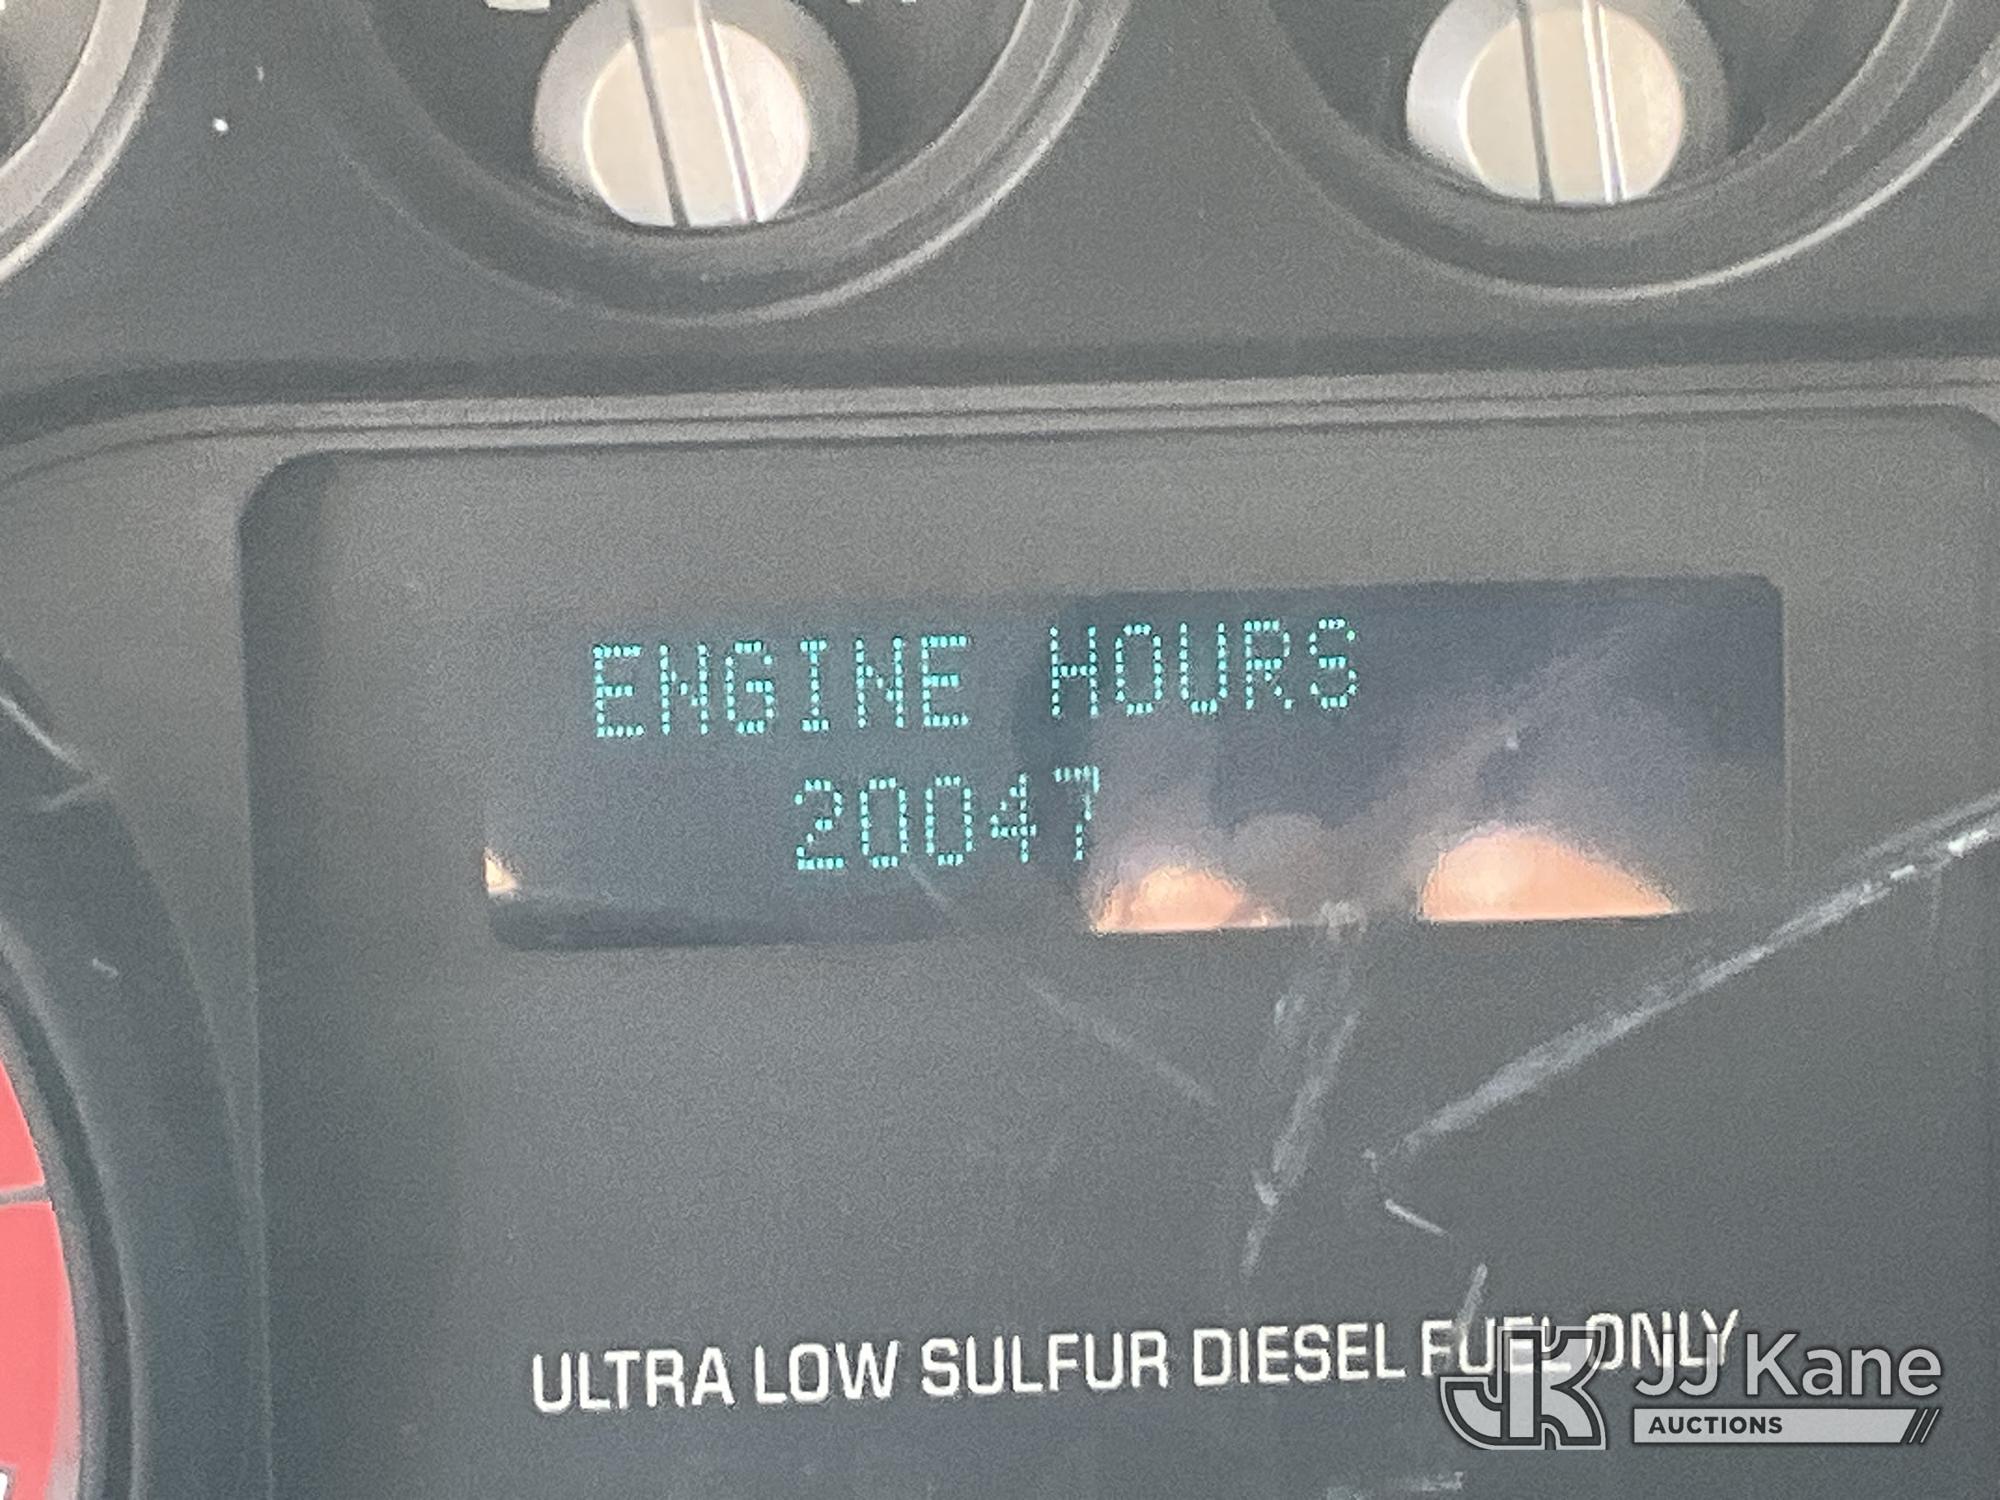 ENGINE HOURS
20047
ULTRA LOW SULFUR DIESEL FUEL ONLY
JJ Kane
AUCTIONS